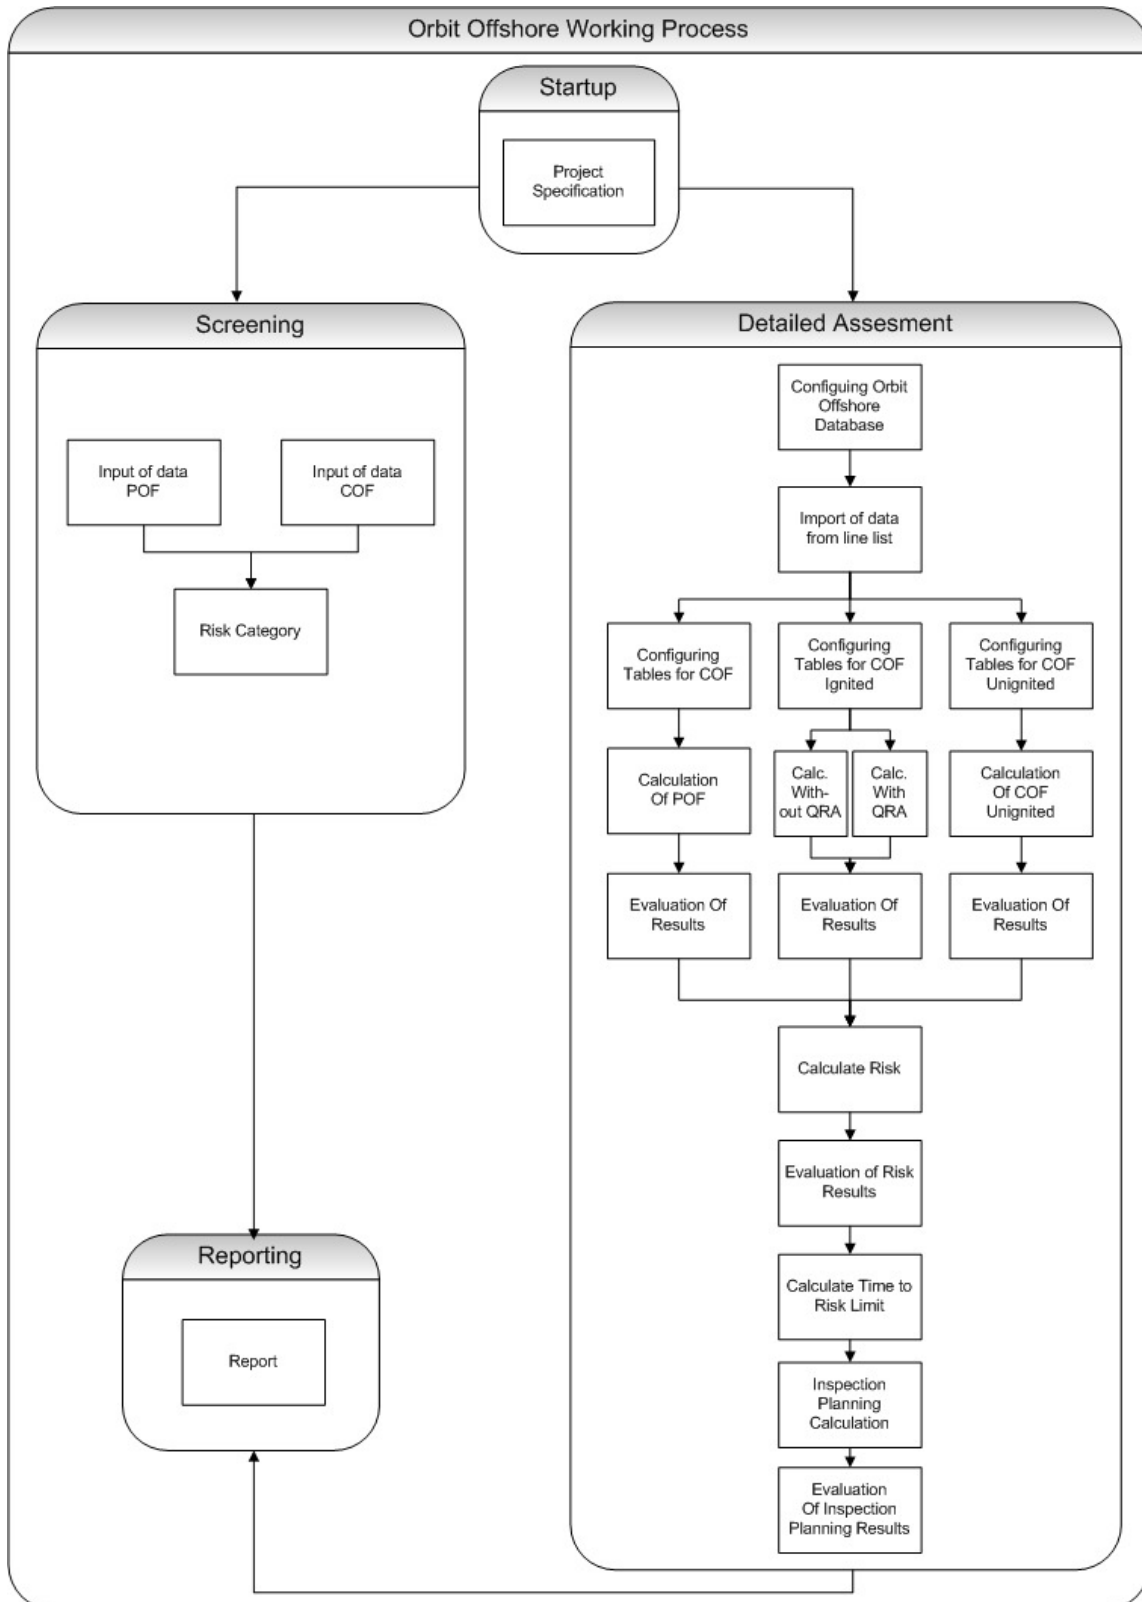 Orbit Offshore Working Process
Startup
Project
Specification
Screening
Input of data
POF
Input of data
COF
Risk Category
Detailed Assesment
Configuing Orbit
Offshore
Database
Import of data
from line list
Configuring
Tables for COF
Configuring
Tables for COF
Ignited
Configuring
Tables for COF
Unignited
Calculation
Of POF
Calc.
With-
out QRA
Calc.
With
QRA
Calculation
Of COF
Unignited
Evaluation Of
Results
Evaluation Of
Results
Evaluation Of
Results
Calculate Risk
Evaluation of Risk
Results
Calculate Time to
Risk Limit
Inspection
Planning
Calculation
Evaluation
Of Inspection
Planning Results
Reporting
Report